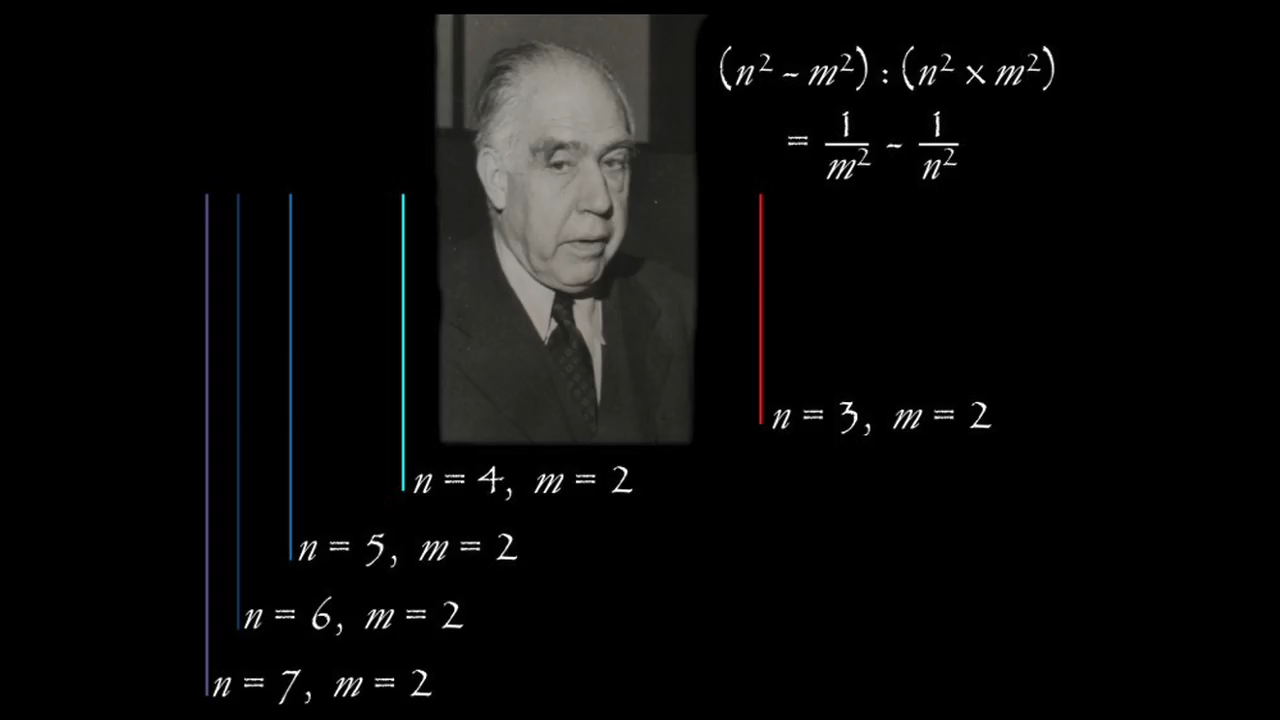 (n² - m²) : (n² × m²)
= 1/m² - 1/n²
n = 3, m = 2
n = 4, m = 2
n = 5, m = 2
n = 6, m = 2
n = 7, m = 2